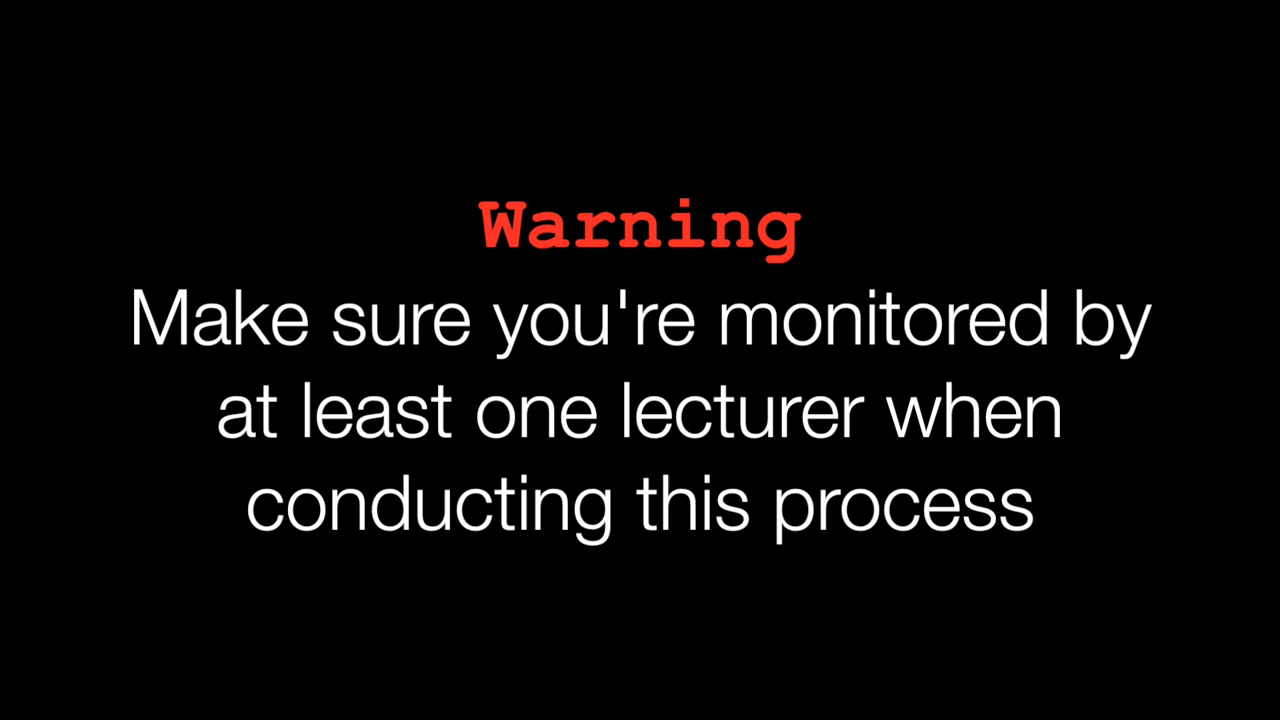 Warning
Make sure you're monitored by
at least one lecturer when
conducting this process